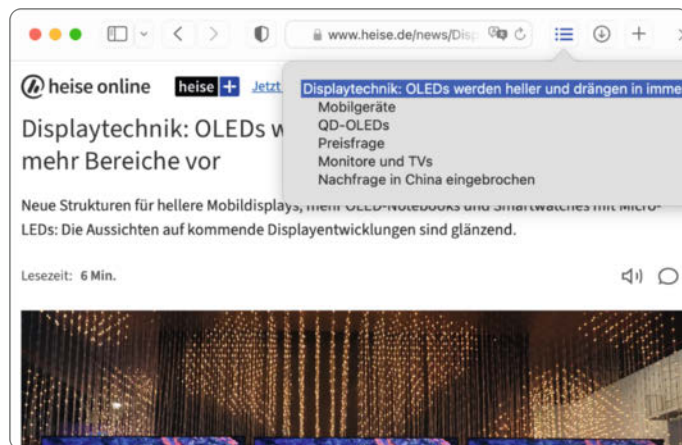 www.heise.de/news/Disp
heise online heise + Jetzt
Displaytechnik: OLEDs werden heller und drängen in imme
Mobilgeräte
QD-OLEDs
Preisfrage
Monitore und TVs
Nachfrage in China eingebrochen
Displaytechnik: OLEDs w
mehr Bereiche vor
Neue Strukturen für hellere Mobildisplays, mehr OLED-Notebooks und Smartwatches mit Micro-
LEDs: Die Aussichten auf kommende Displayentwicklungen sind glänzend.
Lesezeit: 6 Min.